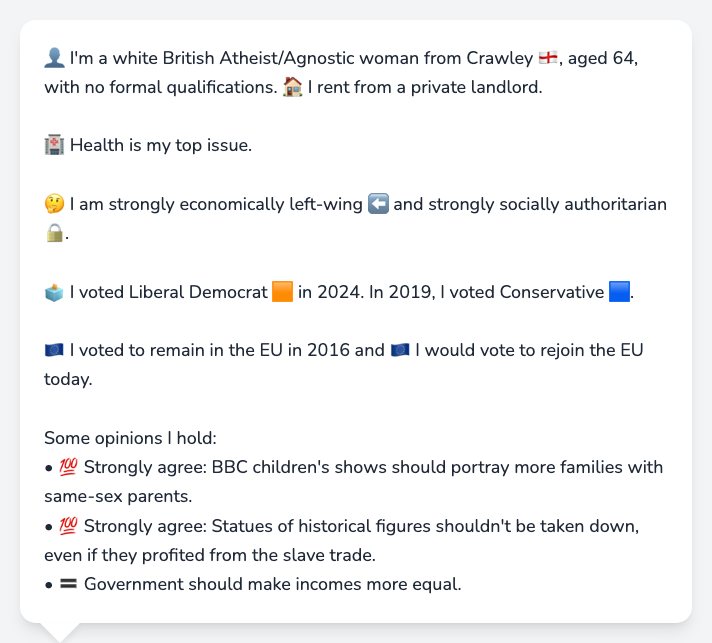 👤 I'm a white British Atheist/Agnostic woman from Crawley 🏴󠁧󠁢󠁥󠁮󠁧󠁿, aged 64,
with no formal qualifications. 🏠 I rent from a private landlord.
🏥 Health is my top issue.
🤔 I am strongly economically left-wing ⬅️ and strongly socially authoritarian
🔒.
🗳️ I voted Liberal Democrat 🟧 in 2024. In 2019, I voted Conservative 🟦.
🇪🇺 I voted to remain in the EU in 2016 and 🇪🇺 I would vote to rejoin the EU
today.
Some opinions I hold:
• 💯 Strongly agree: BBC children's shows should portray more families with
same-sex parents.
• 💯 Strongly agree: Statues of historical figures shouldn't be taken down,
even if they profited from the slave trade.
• 🟰 Government should make incomes more equal.